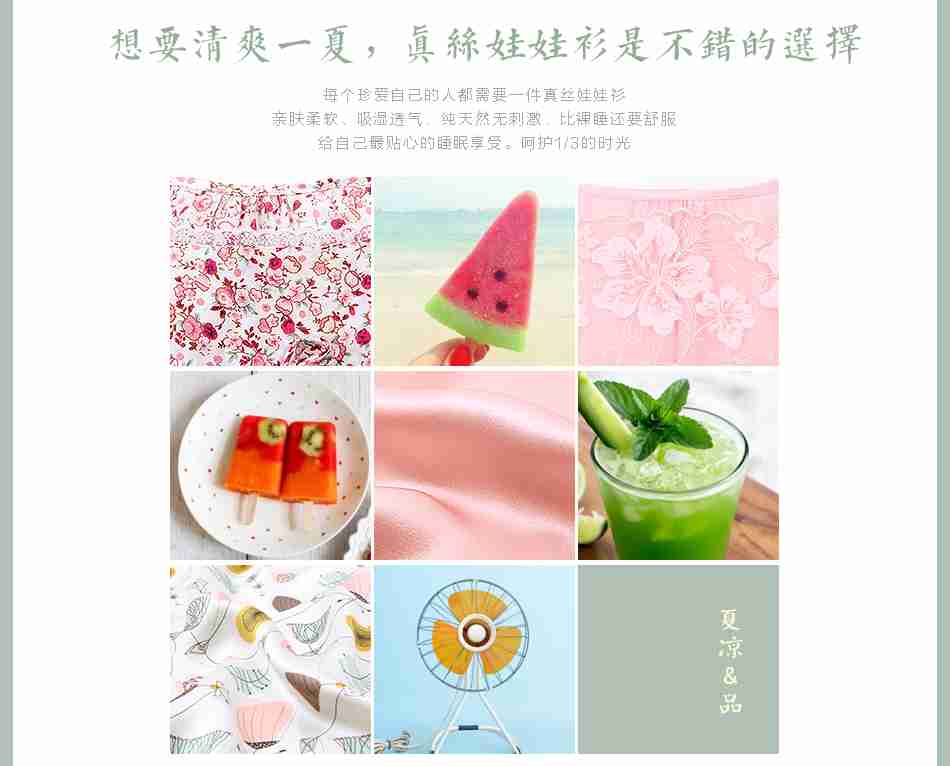 想要清爽一夏，真絲娃娃衫是不錯的選擇
每个珍爱自己的人都需要一件真丝娃娃衫
亲肤柔软、吸湿透气、纯天然无刺激、比裸睡还要舒服
给自己最贴心的睡眠享受。呵护1/3的时光
夏凉&品